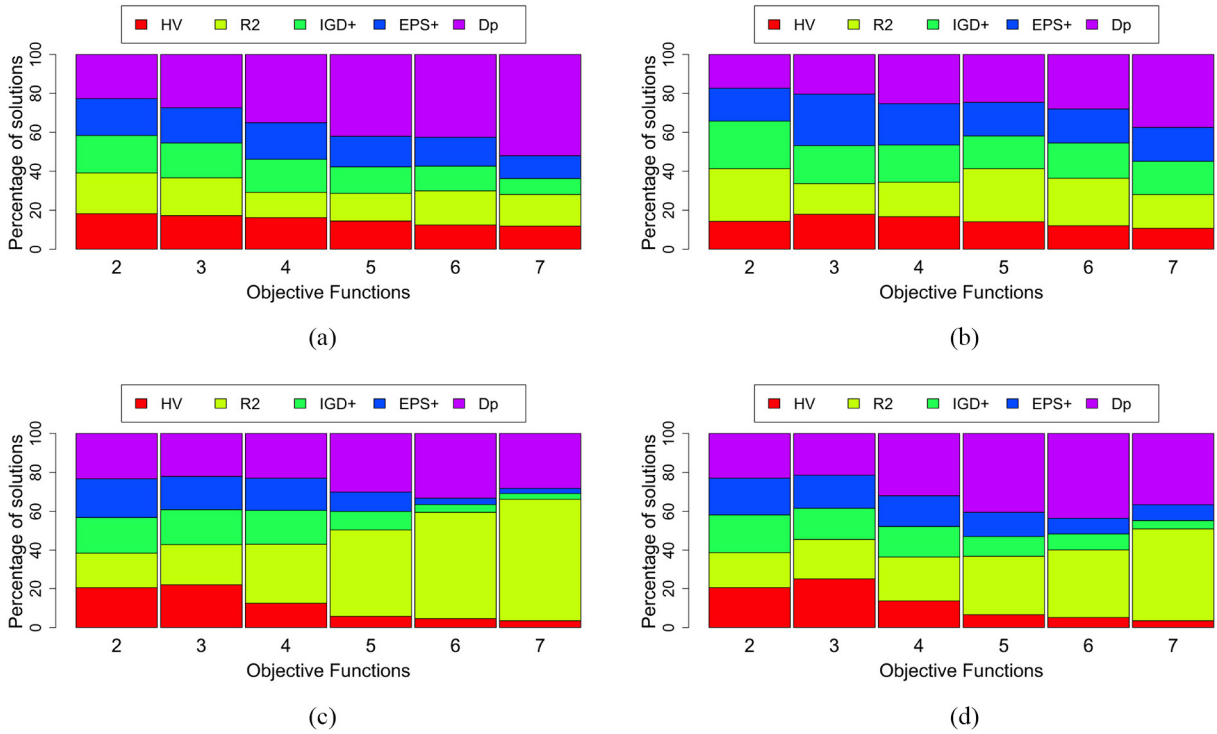 HV R2 IGD+ EPS+ Dp
Percentage of solutions
0 20 40 60 80 100
2 3 4 5 6 7
Objective Functions
(a)
HV R2 IGD+ EPS+ Dp
Percentage of solutions
0 20 40 60 80 100
2 3 4 5 6 7
Objective Functions
(b)
HV R2 IGD+ EPS+ Dp
Percentage of solutions
0 20 40 60 80 100
2 3 4 5 6 7
Objective Functions
(c)
HV R2 IGD+ EPS+ Dp
Percentage of solutions
0 20 40 60 80 100
2 3 4 5 6 7
Objective Functions
(d)